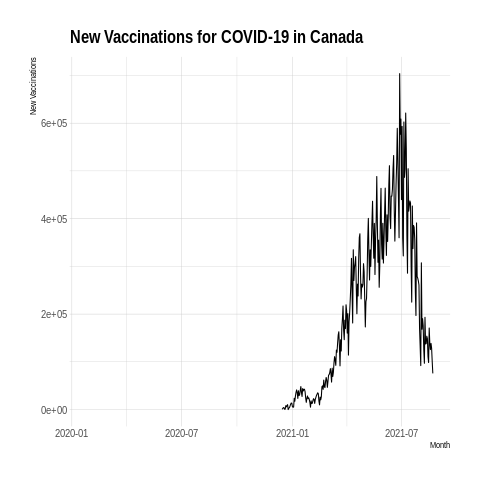 New Vaccinations for COVID-19 in Canada
New Vaccinations
6e+05
4e+05
2e+05
0e+00
2020-01
2020-07
2021-01
2021-07
Month